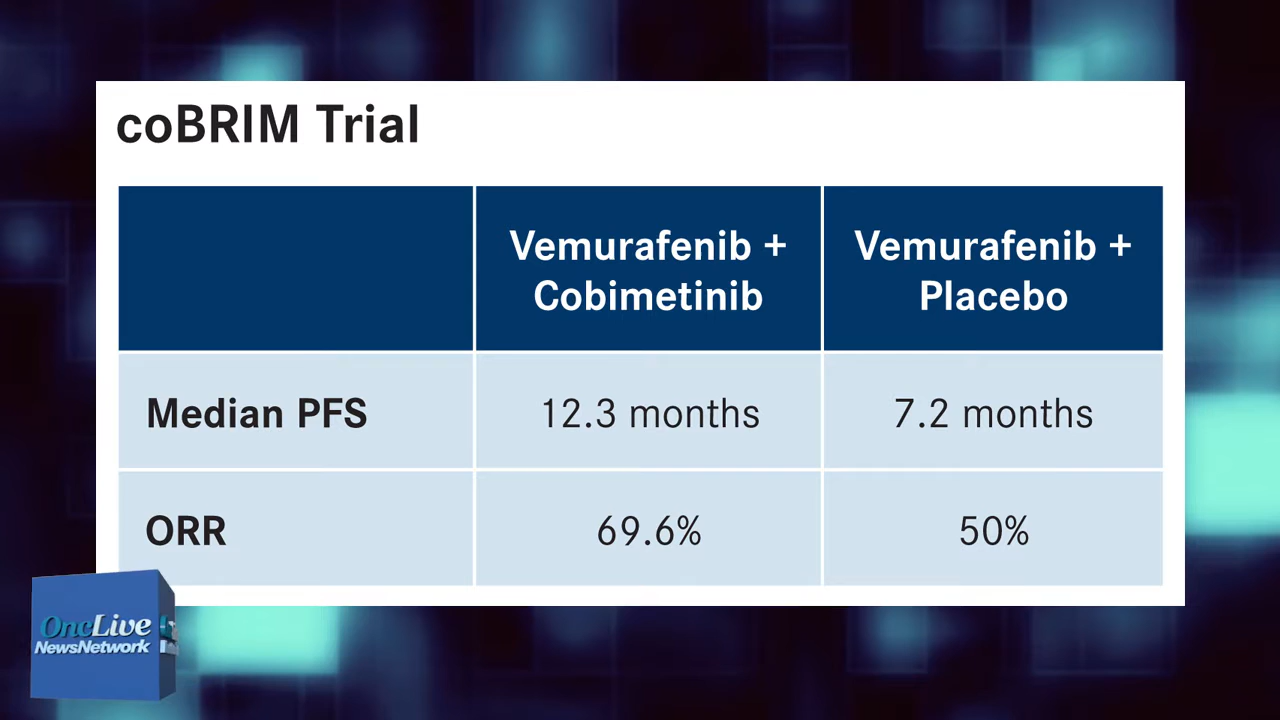 coBRIM Trial
Vemurafenib +
Cobimetinib
Vemurafenib +
Placebo
Median PFS
12.3 months
7.2 months
ORR
69.6%
50%
OncLive
NewsNetwork